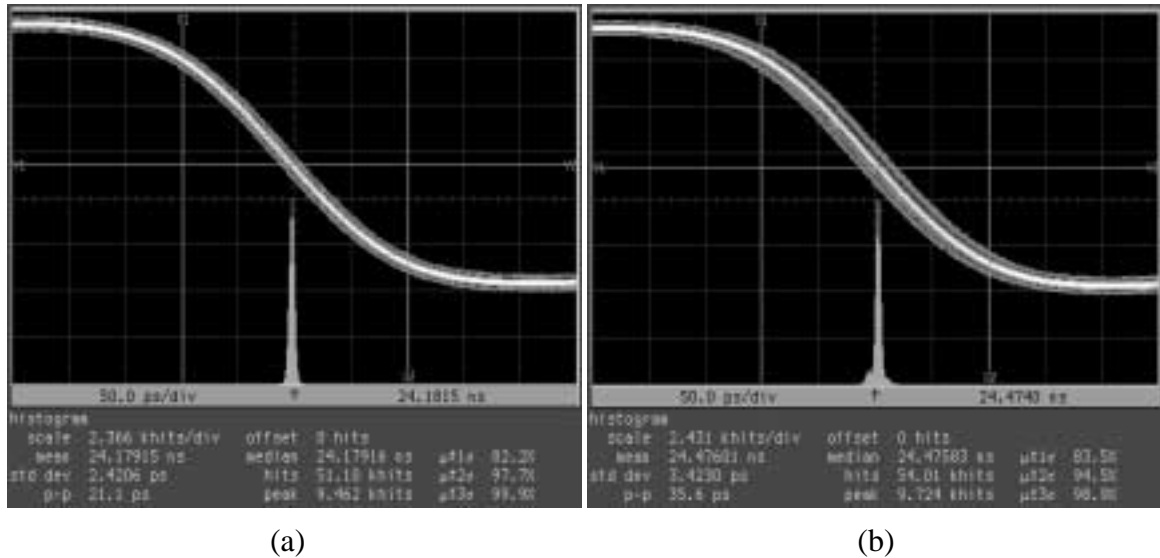 50.0 ps/div 24.1815 ns
histogram
scale 2.366 khits/div offset 0 hits
mean 24.17915 ns median 24.17918 ns μ±1σ 82.2%
std dev 2.4206 ps hits 51.18 khits μ±2σ 97.7%
p-p 21.1 ps peak 9.462 khits μ±3σ 99.9%
(a)
50.0 ps/div 24.4740 ns
histogram
scale 2.431 khits/div offset 0 hits
mean 24.47601 ns median 24.47583 ns μ±1σ 83.5%
std dev 3.4230 ps hits 54.01 khits μ±2σ 94.5%
p-p 35.6 ps peak 9.724 khits μ±3σ 98.9%
(b)